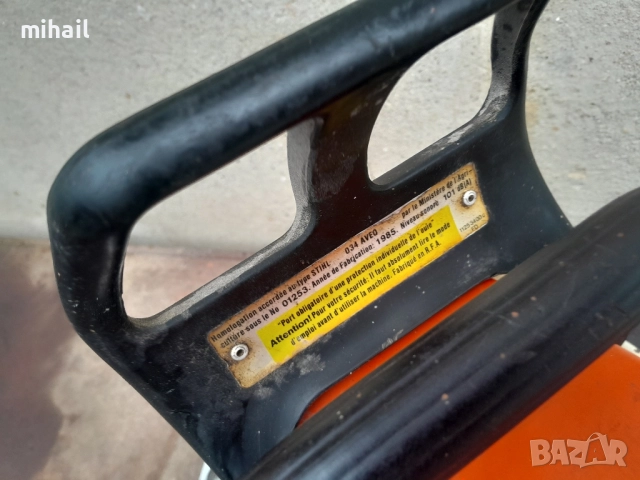 mihail
Homologation accordée au type STIHL 034 AVEQ par le Ministère de l'Agri-
culture sous le No 01253. Année de Fabrication: 1985. Niveau sonore 101 dB(A)
"Port obligatoire d'une protection individuelle de l'ouïe"
Attention! Pour votre sécurité: il faut absolument lire le mode
d'emploi avant d'utiliser la machine. Fabriqué en R.F.A.
BAZAR